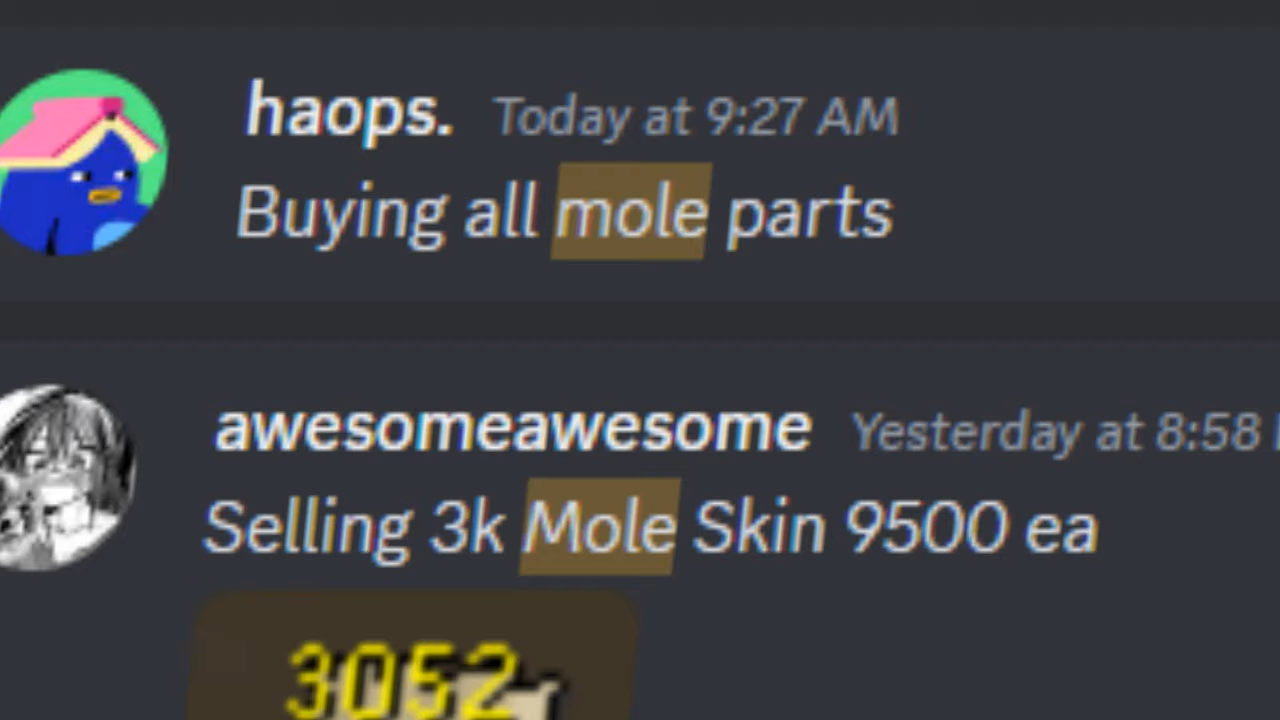 haops. Today at 9:27 AM
Buying all mole parts
awesomeawesome Yesterday at 8:58
Selling 3k Mole Skin 9500 ea
3052